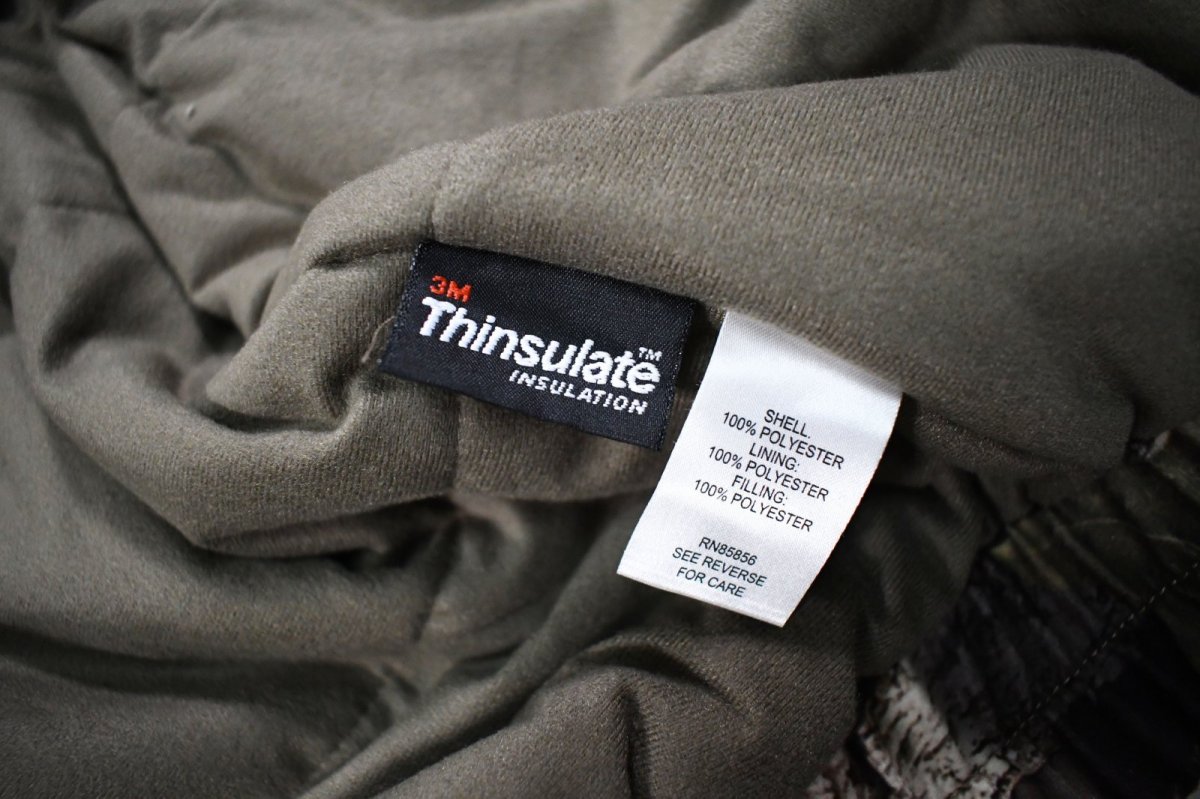 3M
Thinsulate™
INSULATION
SHELL.
100% POLYESTER
LINING:
100% POLYESTER
FILLING:
100% POLYESTER
RN85856
SEE REVERSE
FOR CARE